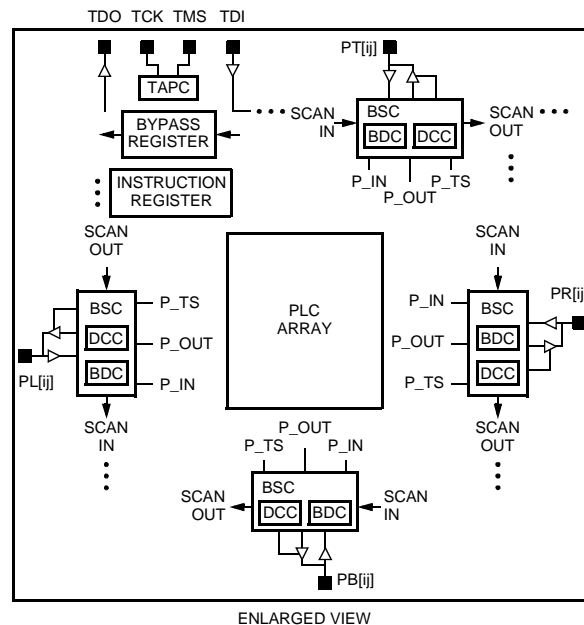 TDO TCK TMS TDI
PT[ij]
TAPC
BYPASS
REGISTER
SCAN
IN
BSC
BDC DCC
SCAN
OUT
INSTRUCTION
REGISTER
P_IN
P_OUT
P_TS
SCAN
OUT
BSC
DCC
BDC
P_TS
P_OUT
P_IN
PL[ij]
SCAN
IN
PLC
ARRAY
SCAN
IN
P_IN
P_OUT
P_TS
BSC
BDC
DCC
PR[ij]
SCAN
OUT
P_OUT
P_TS
P_IN
SCAN
OUT
BSC
DCC BDC
SCAN
IN
PB[ij]
ENLARGED VIEW